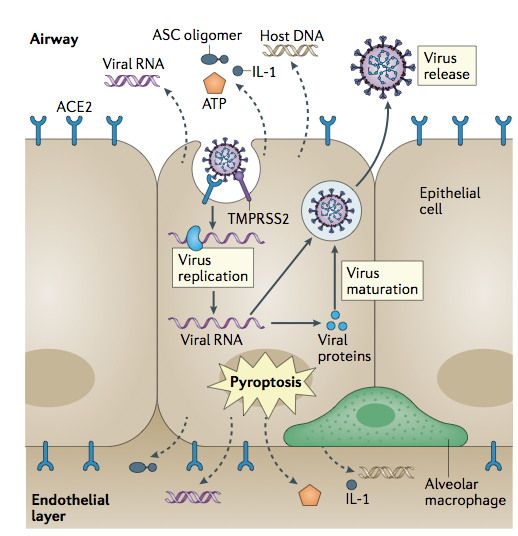 Airway
ASC oligomer
Host DNA
Viral RNA
IL-1
ATP
Virus
release
ACE2
Epithelial
cell
TMPRSS2
Virus
replication
Virus
maturation
Viral RNA
Viral
proteins
Pyroptosis
Endothelial
layer
IL-1
Alveolar
macrophage